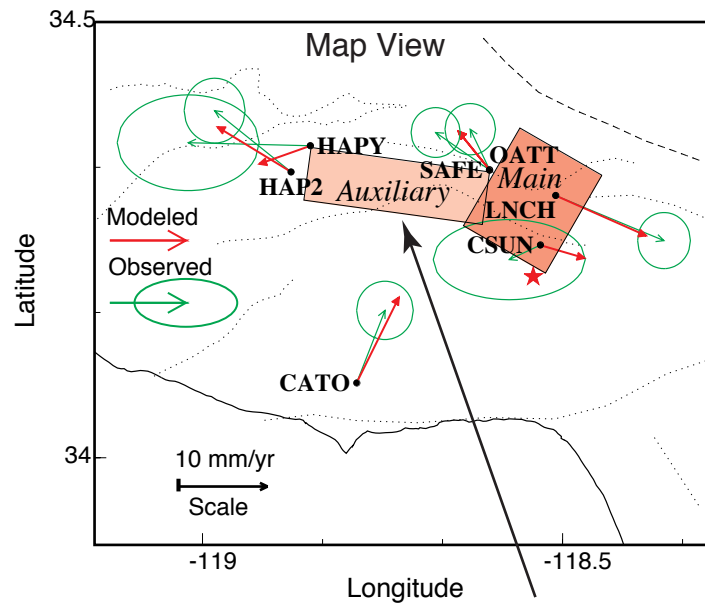 34.5
Map View
HAPY
OATT
SAFE
Main
HAP2
Auxiliary
LNCH
Modeled
CSUN
Observed
Latitude
CATO
34
10 mm/yr
Scale
-119
-118.5
Longitude